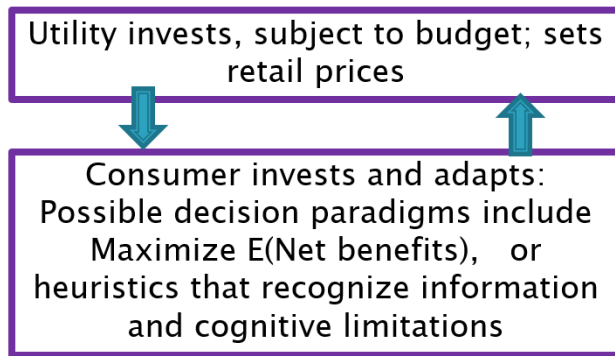 Utility invests, subject to budget; sets
retail prices
Consumer invests and adapts:
Possible decision paradigms include
Maximize E(Net benefits), or
heuristics that recognize information
and cognitive limitations